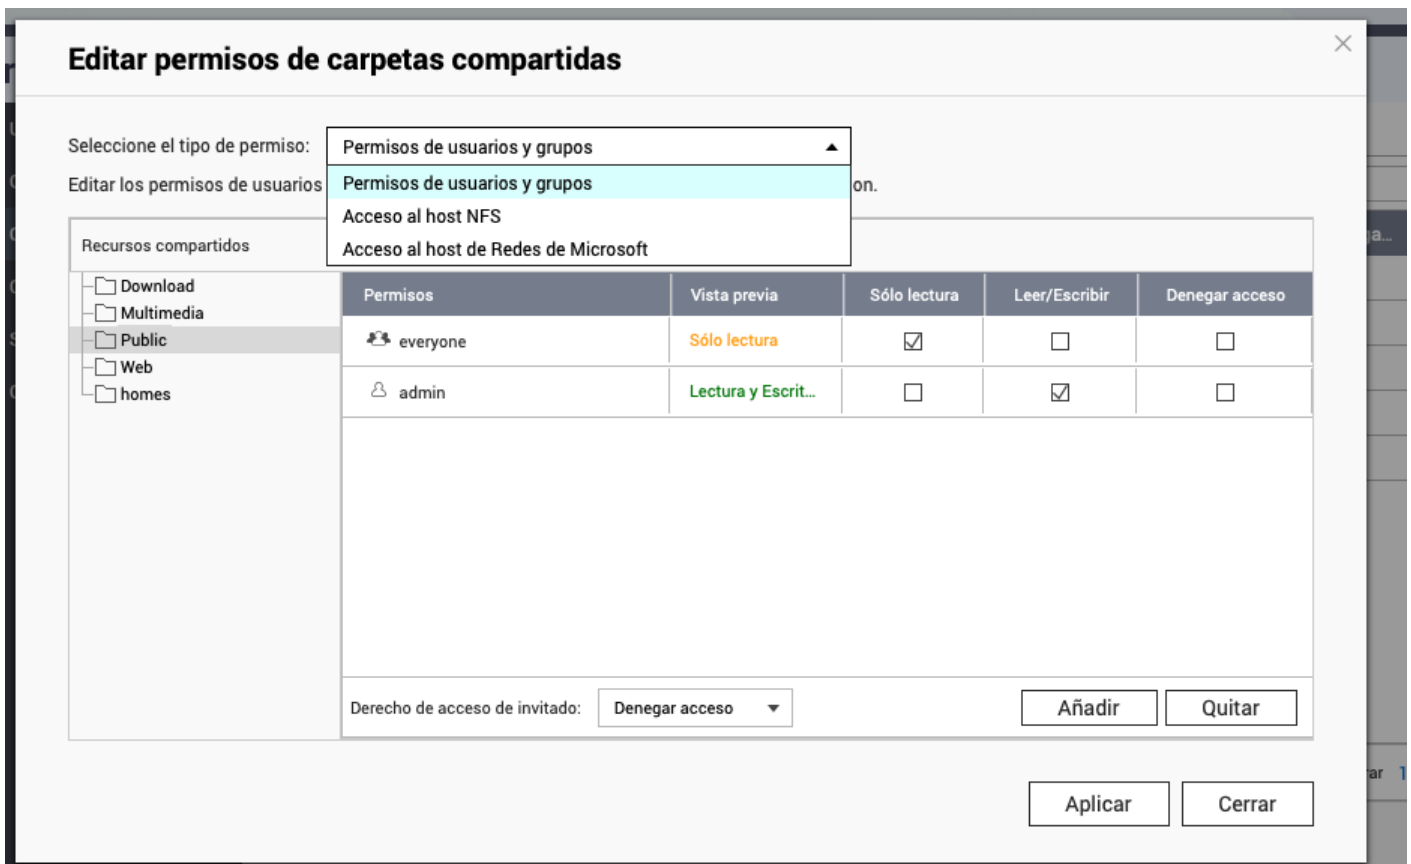 Editar permisos de carpetas compartidas
Seleccione el tipo de permiso: Permisos de usuarios y grupos
Editar los permisos de usuarios on.
Permisos de usuarios y grupos
Acceso al host NFS
Acceso al host de Redes de Microsoft
Recursos compartidos
Download
Multimedia
Public
Web
homes
Permisos Vista previa Sólo lectura Leer/Escribir Denegar acceso
everyone Sólo lectura
admin Lectura y Escrit...
Derecho de acceso de invitado: Denegar acceso Añadir Quitar
Aplicar Cerrar